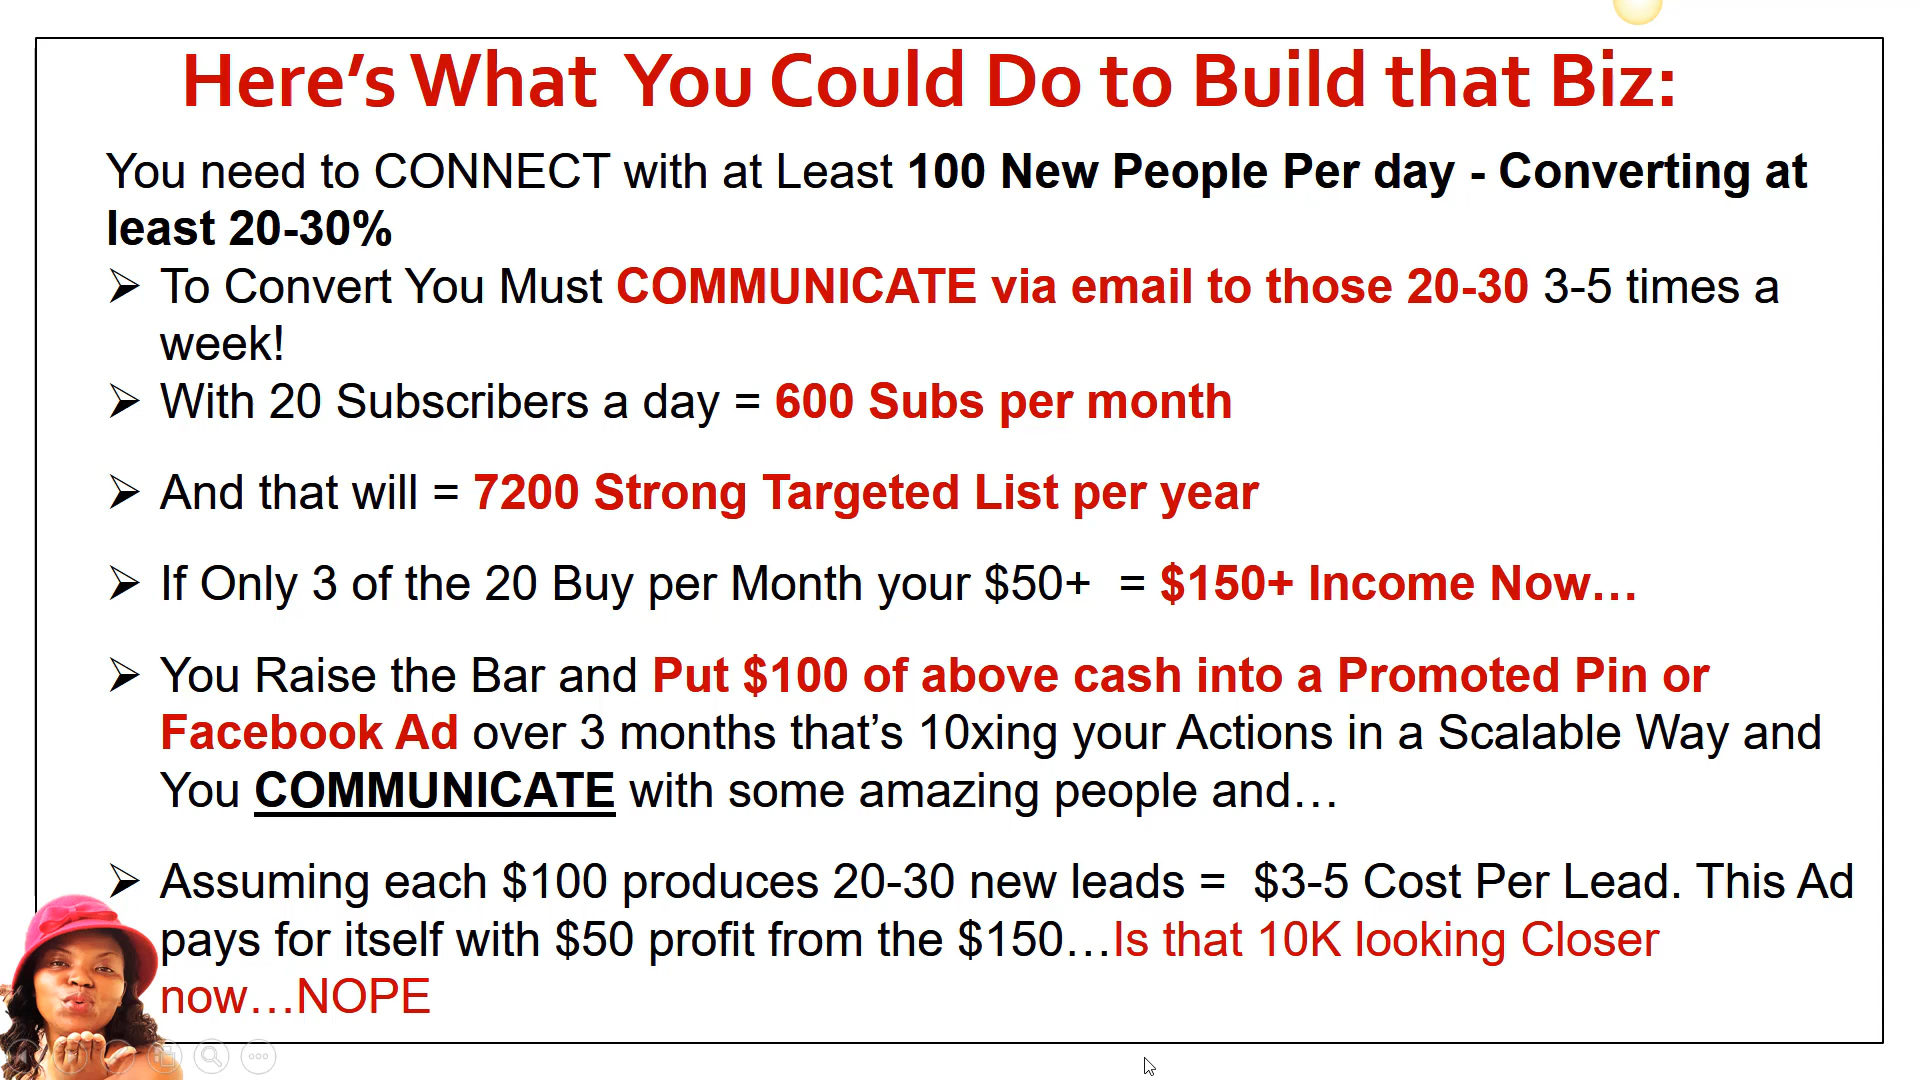 Here’s What  You Could Do to Build that Biz:
You need to CONNECT with at Least 100 New People Per day - Converting at
least 20-30%
➢ To Convert You Must COMMUNICATE via email to those 20-30 3-5 times a
week!
➢ With 20 Subscribers a day = 600 Subs per month
➢ And that will = 7200 Strong Targeted List per year
➢ If Only 3 of the 20 Buy per Month your $50+  = $150+ Income Now…
➢ You Raise the Bar and Put $100 of above cash into a Promoted Pin or
Facebook Ad over 3 months that’s 10xing your Actions in a Scalable Way and
You COMMUNICATE with some amazing people and…
➢ Assuming each $100 produces 20-30 new leads =  $3-5 Cost Per Lead. This Ad
pays for itself with $50 profit from the $150…Is that 10K looking Closer
now…NOPE